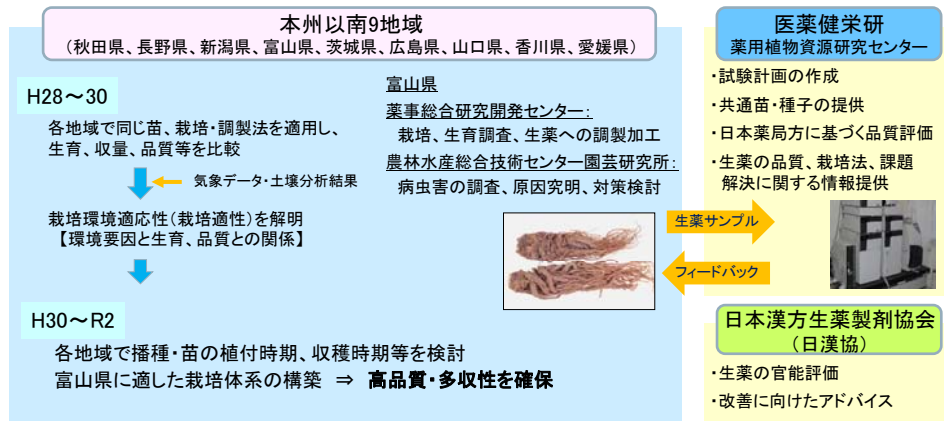 本州以南9地域
（秋田県、長野県、新潟県、富山県、茨城県、広島県、山口県、香川県、愛媛県）
H28～30
各地域で同じ苗、栽培・調製法を適用し、
生育、収量、品質等を比較
気象データ・土壌分析結果
栽培環境適応性（栽培適性）を解明
【環境要因と生育、品質との関係】
H30～R2
各地域で播種・苗の植付時期、収穫時期等を検討
富山県に適した栽培体系の構築 ⇒ 高品質・多収性を確保
富山県
薬事総合研究開発センター：
栽培、生育調査、生薬への調製加工
農林水産総合技術センター園芸研究所：
病虫害の調査、原因究明、対策検討
生薬サンプル
フィードバック
医薬健栄研
薬用植物資源研究センター
・試験計画の作成
・共通苗・種子の提供
・日本薬局方に基づく品質評価
・生薬の品質、栽培法、課題
解決に関する情報提供
日本漢方生薬製剤協会
（日漢協）
・生薬の官能評価
・改善に向けたアドバイス